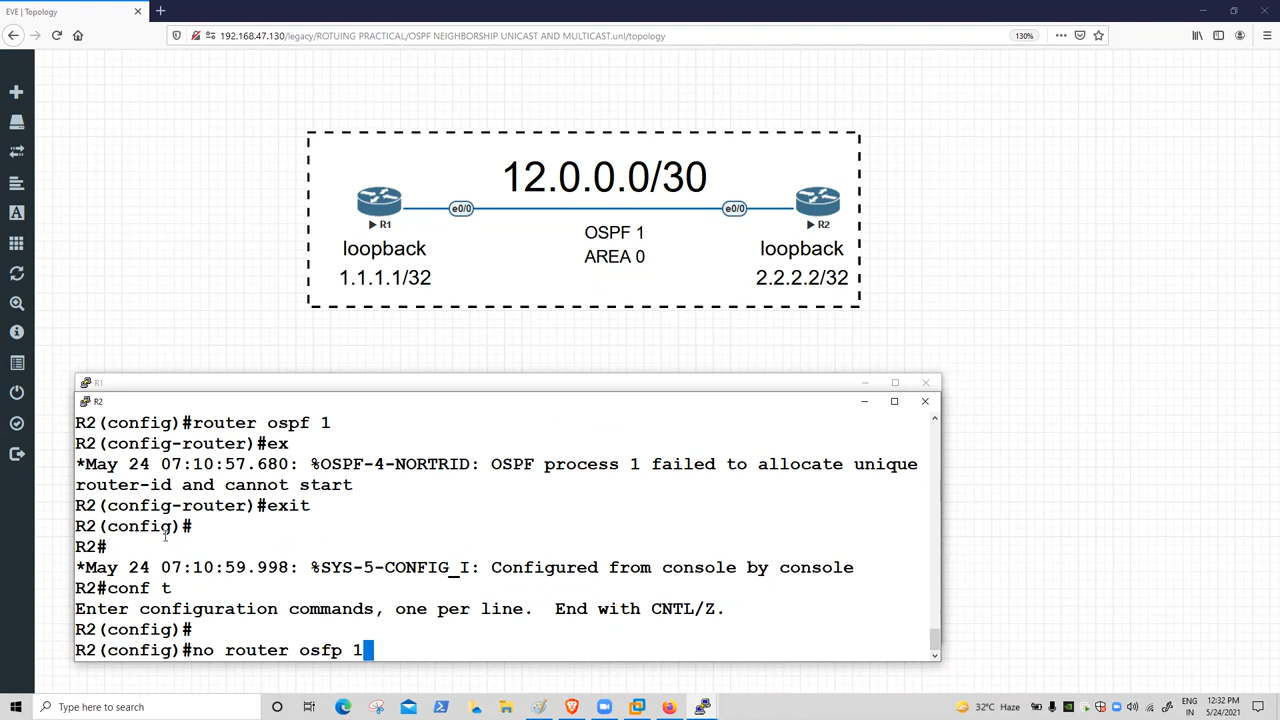 EVE | Topology
192.168.47.130/legacy/ROTUING PRACTICAL/OSPF NEIGHBORSHIP UNICAST AND MULTICAST.unl/topology
130%
12.0.0.0/30
e0/0
e0/0
R1
R2
OSPF 1
AREA 0
loopback
1.1.1.1/32
loopback
2.2.2.2/32
R1
R2
R2(config)#router ospf 1
R2(config-router)#ex
*May 24 07:10:57.680: %OSPF-4-NORTRID: OSPF process 1 failed to allocate unique
router-id and cannot start
R2(config-router)#exit
R2(config)#
R2#
*May 24 07:10:59.998: %SYS-5-CONFIG_I: Configured from console by console
R2#conf t
Enter configuration commands, one per line.  End with CNTL/Z.
R2(config)#
R2(config)#no router osfp 1
Type here to search
32°C Haze
ENG
IN
12:32 PM
5/24/2021